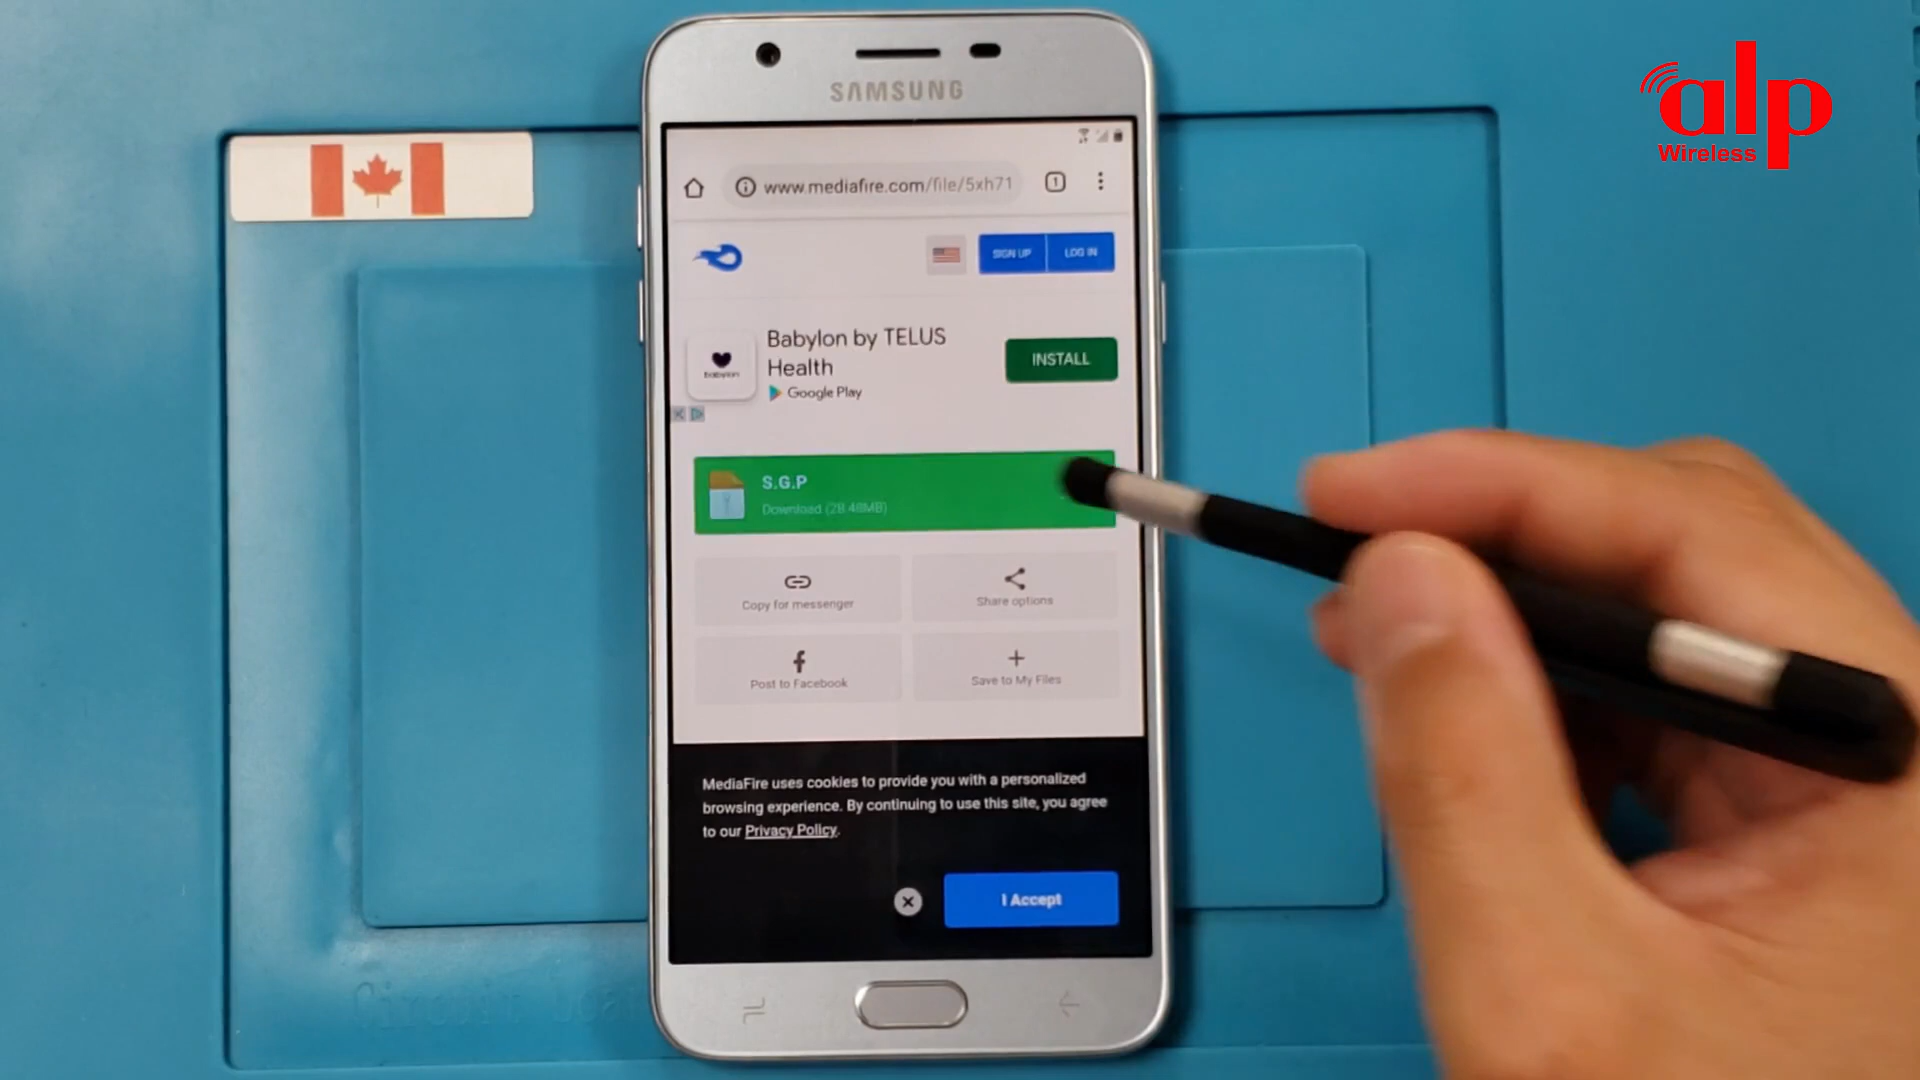 alp
Wireless
SAMSUNG
www.mediafire.com/file/5xh71
1
SIGN UP
LOG IN
Babylon by TELUS
Health
Google Play
INSTALL
babylon
S.G.P
Download (28.48MB)
Copy for messenger
Share options
Post to Facebook
Save to My Files
MediaFire uses cookies to provide you with a personalized
browsing experience. By continuing to use this site, you agree
to our Privacy Policy.
I Accept